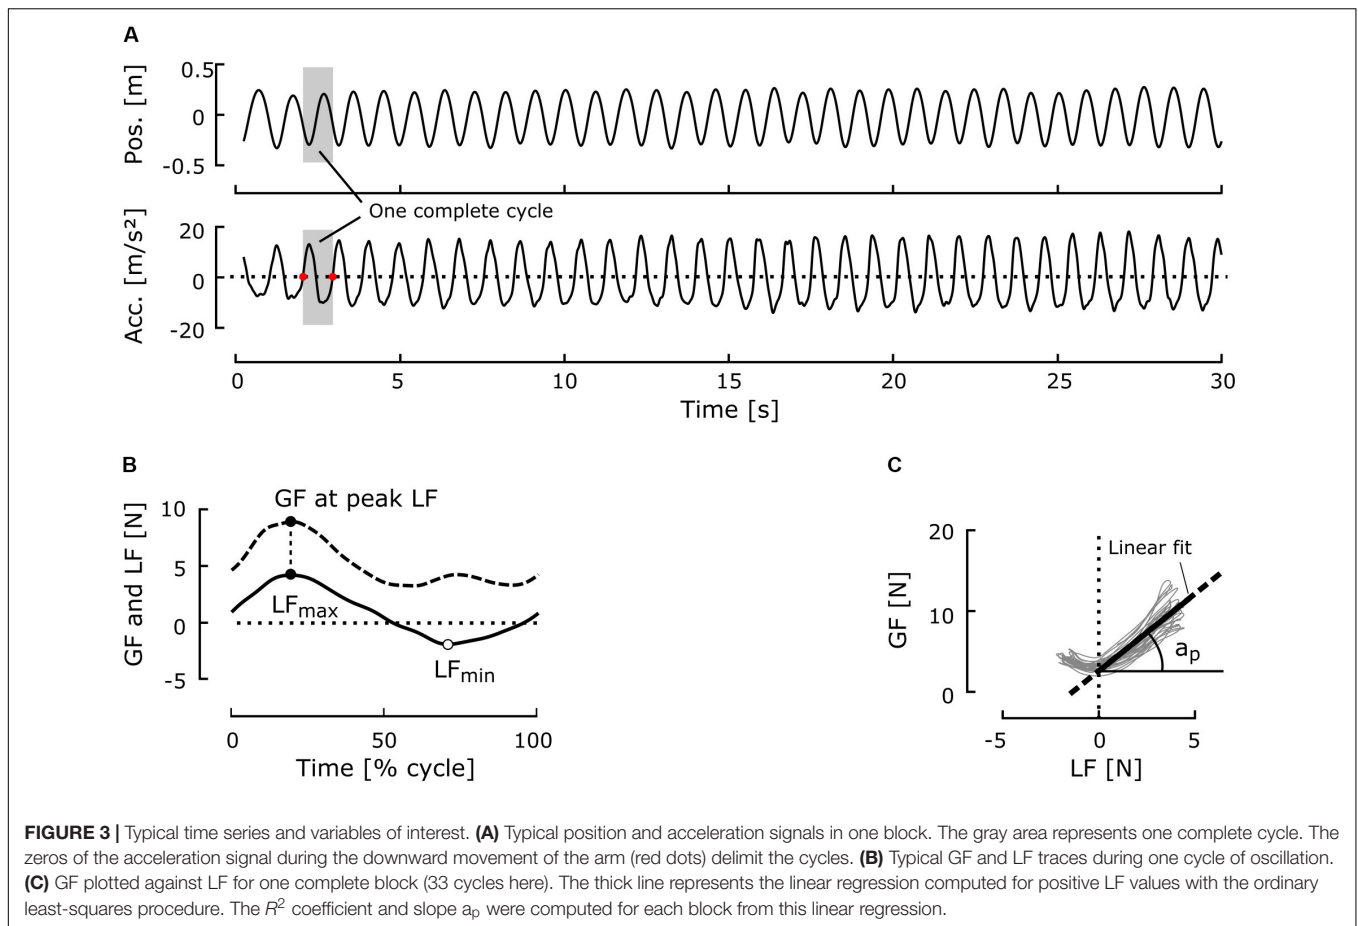 A
0.5
0
-0.5
Pos. [m]
One complete cycle
20
0
-20
Acc. [m/s²]
0 5 10 15 20 25 30
Time [s]
B
GF at peak LF
10
5
0
-5
GF and LF [N]
LFmax
LFmin
0 50 100
Time [% cycle]
C
20
10
0
GF [N]
Linear fit
ap
-5 0 5
LF [N]
FIGURE 3 | Typical time series and variables of interest. (A) Typical position and acceleration signals in one block. The gray area represents one complete cycle. The
zeros of the acceleration signal during the downward movement of the arm (red dots) delimit the cycles. (B) Typical GF and LF traces during one cycle of oscillation.
(C) GF plotted against LF for one complete block (33 cycles here). The thick line represents the linear regression computed for positive LF values with the ordinary
least-squares procedure. The R² coefficient and slope ap were computed for each block from this linear regression.